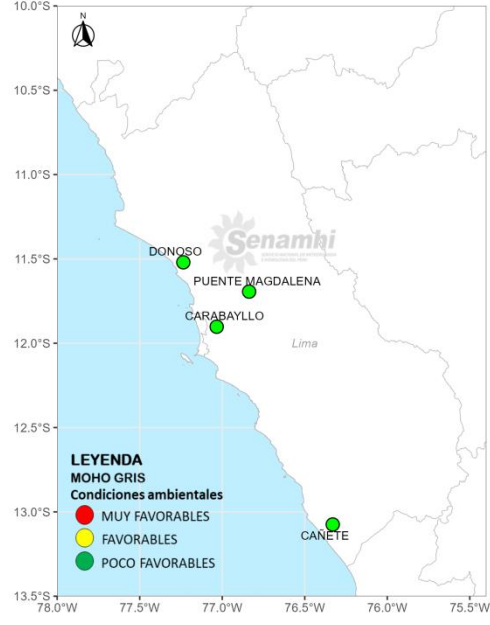 10.0°S
N
10.5°S
11.0°S
11.5°S
12.0°S
12.5°S
13.0°S
13.5°S
DONOSO
Senamhi
PUENTE MAGDALENA
CARABAYLLO
Lima
CAÑETE
LEYENDA
MOHO GRIS
Condiciones ambientales
MUY FAVORABLES
FAVORABLES
POCO FAVORABLES
78.0°W 77.5°W 77.0°W 76.5°W 76.0°W 75.5°W